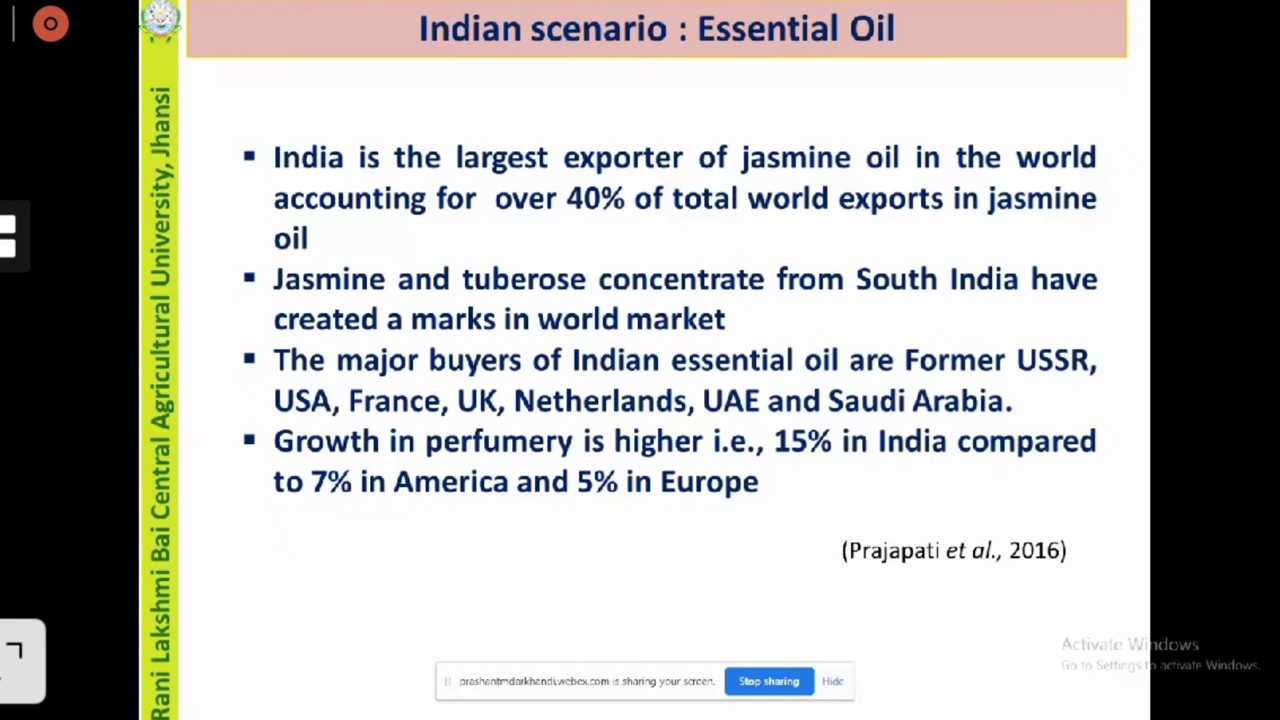 Indian scenario : Essential Oil
Rani Lakshmi Bai Central Agricultural University, Jhansi
▪ India is the largest exporter of jasmine oil in the world
accounting for over 40% of total world exports in jasmine
oil
▪ Jasmine and tuberose concentrate from South India have
created a marks in world market
▪ The major buyers of Indian essential oil are Former USSR,
USA, France, UK, Netherlands, UAE and Saudi Arabia.
▪ Growth in perfumery is higher i.e., 15% in India compared
to 7% in America and 5% in Europe
(Prajapati et al., 2016)
Activate Windows
Go to Settings to activate Windows.
prashantmdarkhandi.webex.com is sharing your screen. Stop sharing Hide